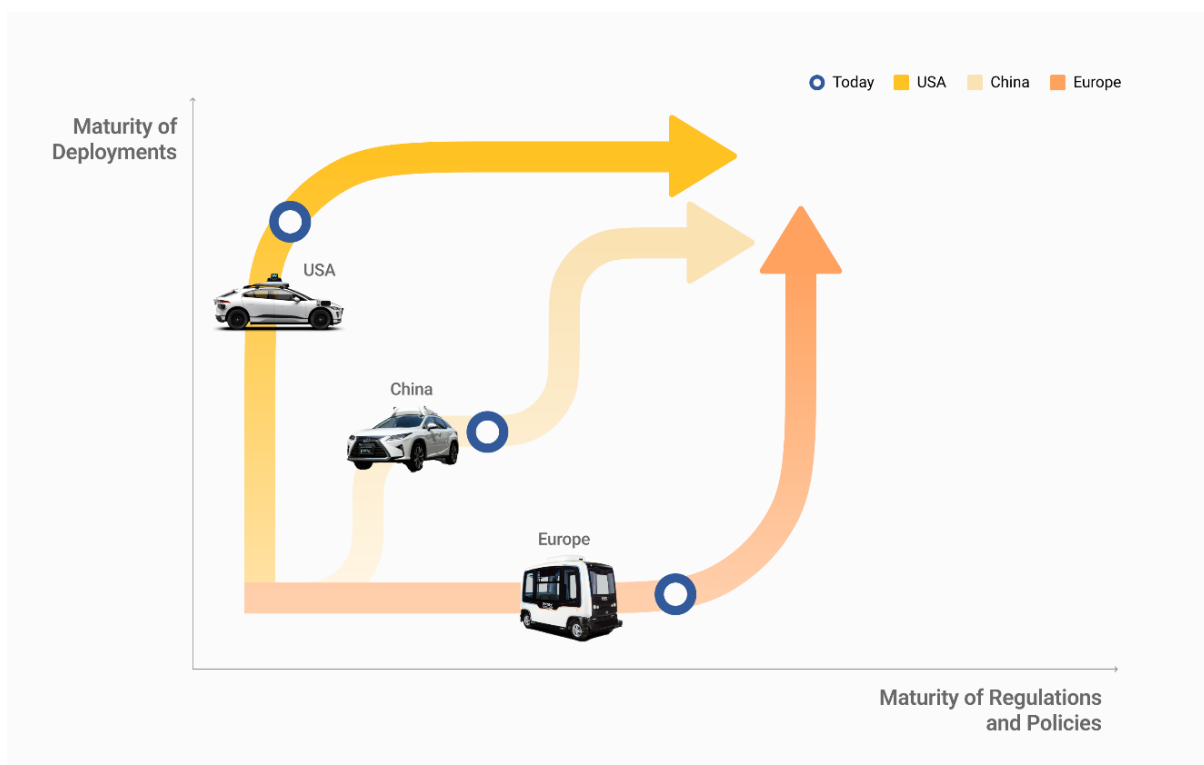 Today
USA
China
Europe
Maturity of
Deployments
USA
China
Europe
Maturity of Regulations
and Policies